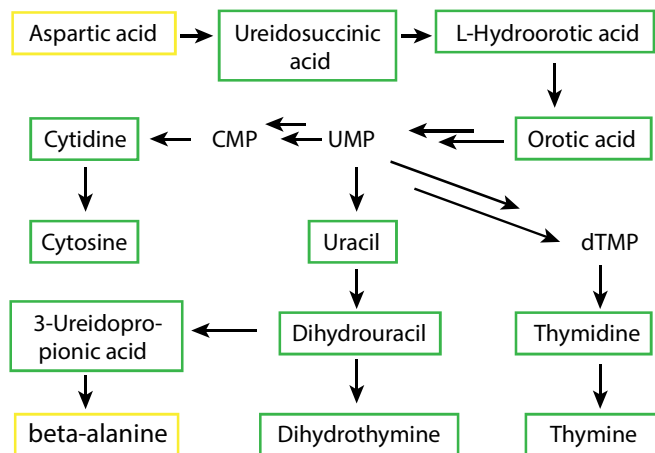 Aspartic acid
Ureidosuccinic
acid
L-Hydroorotic acid
Cytidine
CMP
UMP
Orotic acid
Cytosine
Uracil
dTMP
3-Ureidopro-
pionic acid
Dihydrouracil
Thymidine
beta-alanine
Dihydrothymine
Thymine